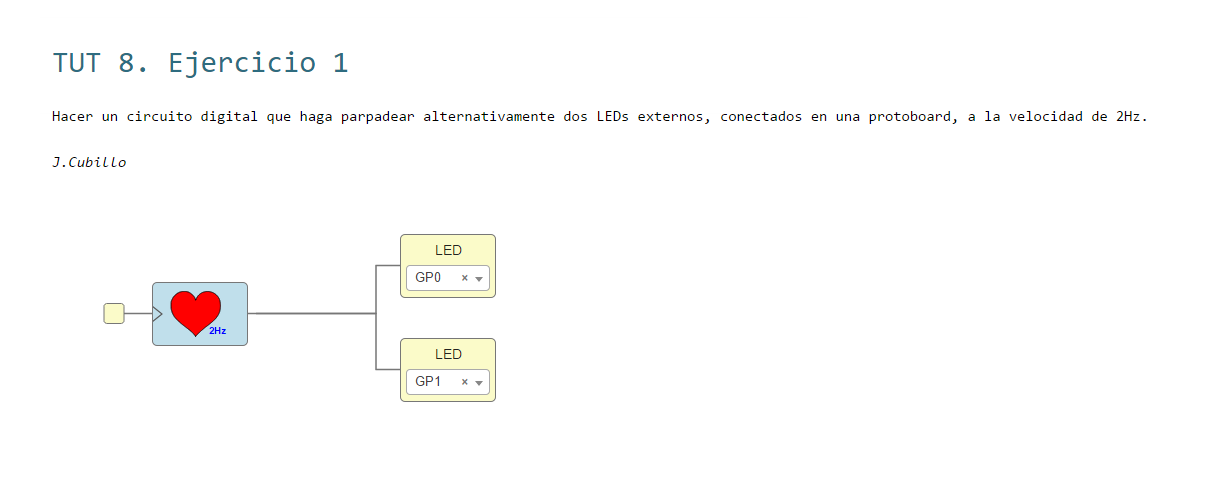 TUT 8. Ejercicio 1
Hacer un circuito digital que haga parpadear alternativamente dos LEDs externos, conectados en una protoboard, a la velocidad de 2Hz.
J.Cubillo
LED
GP0 × ▾
2Hz
LED
GP1 × ▾